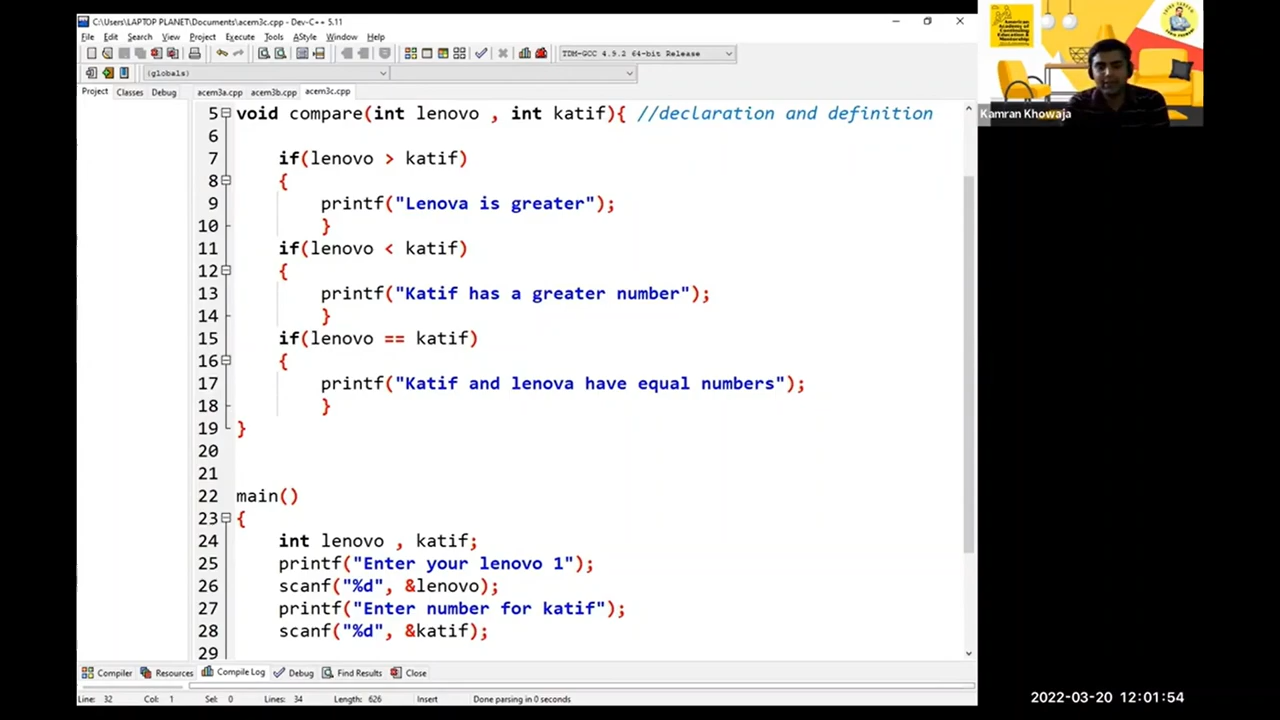 C:\Users\LAPTOP PLANET\Documents\acem3c.cpp - Dev-C++ 5.11
File Edit Search View Project Execute Tools AStyle Window Help
TDM-GCC 4.9.2 64-bit Release
(globals)
Project Classes Debug acem3a.cpp acem3b.cpp acem3c.cpp
5 void compare(int lenovo , int katif){ //declaration and definition
6
7 if(lenovo > katif)
8 {
9 printf("Lenova is greater");
10 }
11 if(lenovo < katif)
12 {
13 printf("Katif has a greater number");
14 }
15 if(lenovo == katif)
16 {
17 printf("Katif and lenova have equal numbers");
18 }
19 }
20
21
22 main()
23 {
24 int lenovo , katif;
25 printf("Enter your lenovo 1");
26 scanf("%d", &lenovo);
27 printf("Enter number for katif");
28 scanf("%d", &katif);
29
Compiler Resources Compile Log Debug Find Results Close
Line: 32 Col: 1 Sel: 0 Lines: 34 Length: 626 Insert Done parsing in 0 seconds
American
Academy of
Continuing
Education &
Mentorship
Kamran Khowaja
2022-03-20 12:01:54